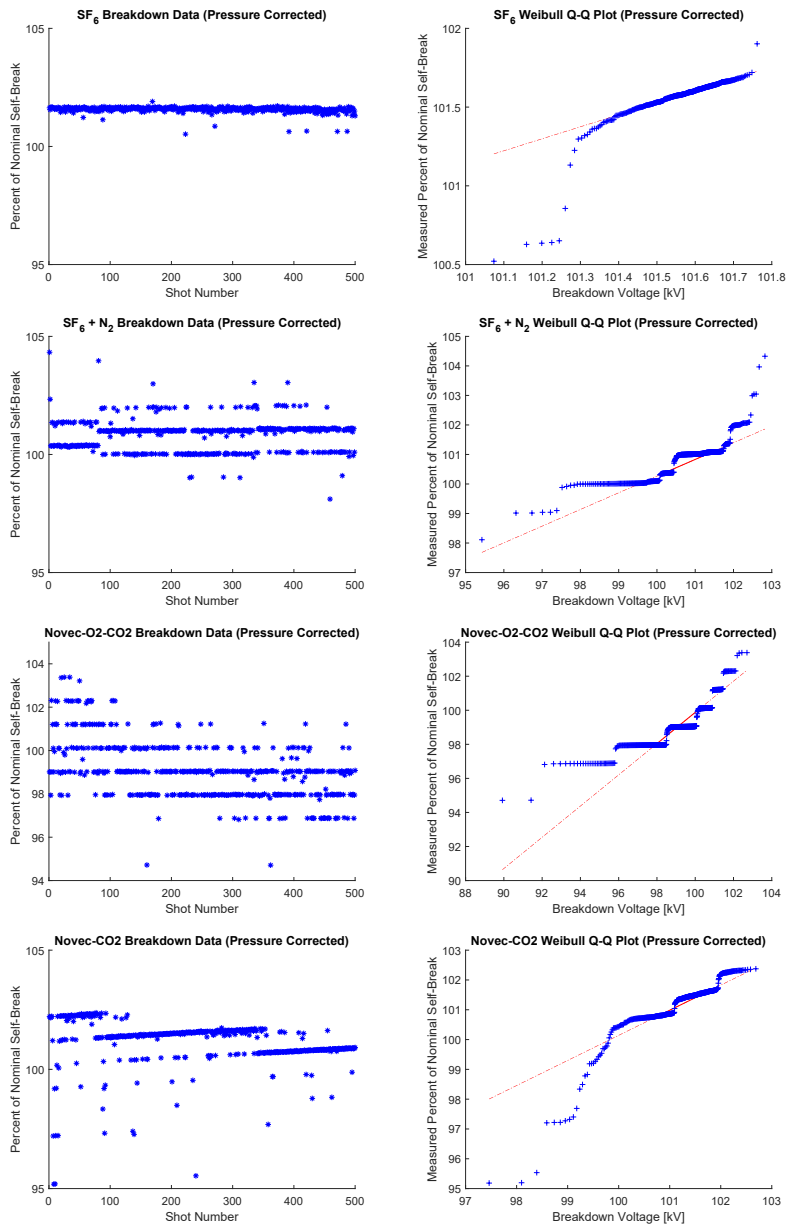 SF6 Breakdown Data (Pressure Corrected)
105
100
95
Percent of Nominal Self-Break
0 100 200 300 400 500
Shot Number
SF6 Weibull Q-Q Plot (Pressure Corrected)
102
101.5
101
100.5
Measured Percent of Nominal Self-Break
101 101.1 101.2 101.3 101.4 101.5 101.6 101.7 101.8
Breakdown Voltage [kV]
SF6 + N2 Breakdown Data (Pressure Corrected)
105
100
95
Percent of Nominal Self-Break
0 100 200 300 400 500
Shot Number
SF6 + N2 Weibull Q-Q Plot (Pressure Corrected)
105
104
103
102
101
100
99
98
97
Measured Percent of Nominal Self-Break
95 96 97 98 99 100 101 102 103
Breakdown Voltage [kV]
Novec-O2-CO2 Breakdown Data (Pressure Corrected)
104
102
100
98
96
94
Percent of Nominal Self-Break
0 100 200 300 400 500
Shot Number
Novec-O2-CO2 Weibull Q-Q Plot (Pressure Corrected)
104
102
100
98
96
94
92
90
Measured Percent of Nominal Self-Break
88 90 92 94 96 98 100 102 104
Breakdown Voltage [kV]
Novec-CO2 Breakdown Data (Pressure Corrected)
105
100
95
Percent of Nominal Self-Break
0 100 200 300 400 500
Shot Number
Novec-CO2 Weibull Q-Q Plot (Pressure Corrected)
103
102
101
100
99
98
97
96
95
Measured Percent of Nominal Self-Break
97 98 99 100 101 102 103
Breakdown Voltage [kV]